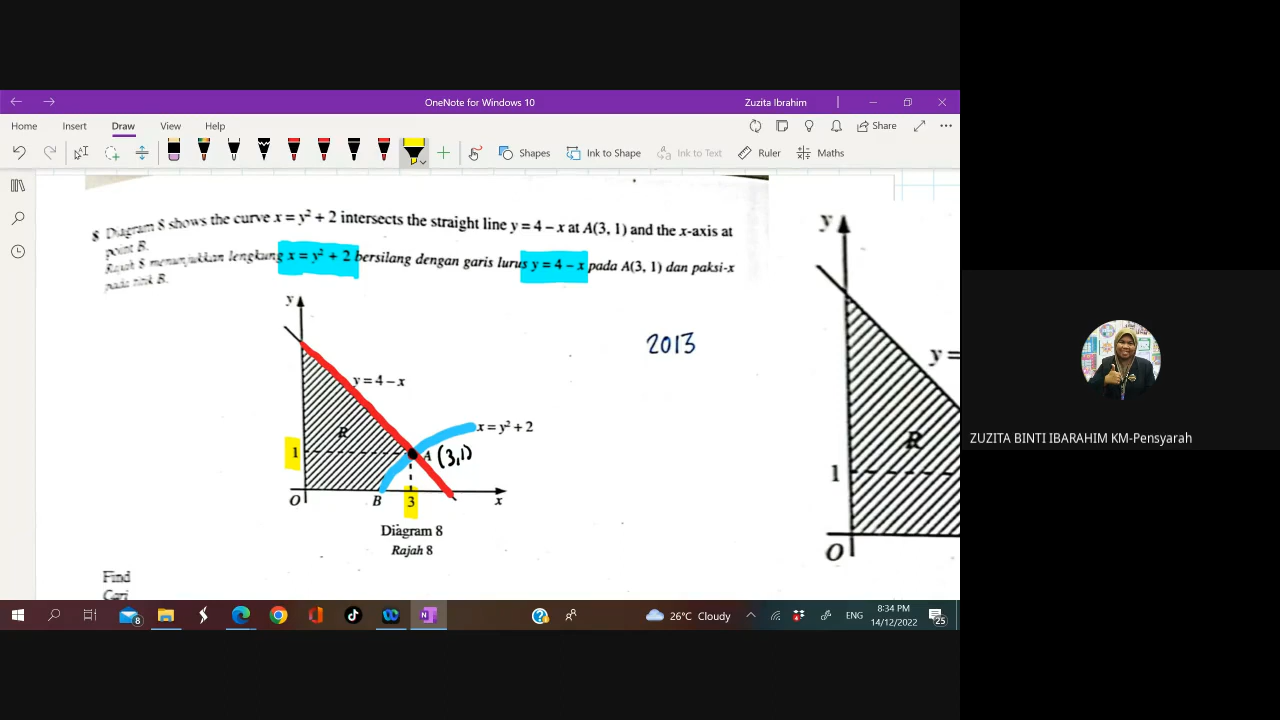 OneNote for Windows 10
Zuzita Ibrahim
Home Insert Draw View Help
Share
Shapes Ink to Shape Ink to Text Ruler Maths
8 Diagram 8 shows the curve x = y² + 2 intersects the straight line y = 4 – x at A(3, 1) and the x-axis at
point B.
Rajah 8 menunjukkan lengkung x = y² + 2 bersilang dengan garis lurus y = 4 – x pada A(3, 1) dan paksi-x
pada titik B.
y
y = 4 – x
x = y² + 2
R
1
A (3,1)
O
B
3
x
Diagram 8
Rajah 8
2013
y
y =
R
1
O
Find
Cari
ZUZITA BINTI IBARAHIM KM-Pensyarah
8
26°C Cloudy
ENG
8:34 PM
14/12/2022
25